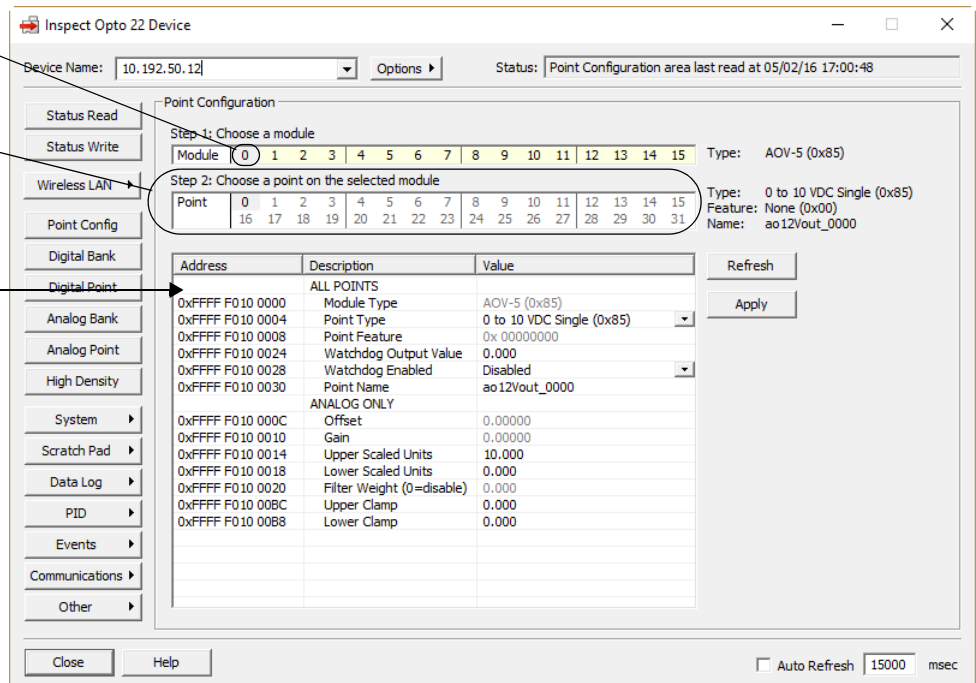 Inspect Opto 22 Device
Device Name: 10.192.50.12 Options Status: Point Configuration area last read at 05/02/16 17:00:48
Status Read
Status Write
Wireless LAN
Point Config
Digital Bank
Digital Point
Analog Bank
Analog Point
High Density
System
Scratch Pad
Data Log
PID
Events
Communications
Other
Point Configuration
Step 1: Choose a module
Module 0 1 2 3 4 5 6 7 8 9 10 11 12 13 14 15
Type: AOV-5 (0x85)
Step 2: Choose a point on the selected module
Point 0 1 2 3 4 5 6 7 8 9 10 11 12 13 14 15
16 17 18 19 20 21 22 23 24 25 26 27 28 29 30 31
Type: 0 to 10 VDC Single (0x85)
Feature: None (0x00)
Name: ao12Vout_0000
Address Description Value
ALL POINTS
0xFFFF F010 0000 Module Type AOV-5 (0x85)
0xFFFF F010 0004 Point Type 0 to 10 VDC Single (0x85)
0xFFFF F010 0008 Point Feature 0x 00000000
0xFFFF F010 0024 Watchdog Output Value 0.000
0xFFFF F010 0028 Watchdog Enabled Disabled
0xFFFF F010 0030 Point Name ao12Vout_0000
ANALOG ONLY
0xFFFF F010 000C Offset 0.00000
0xFFFF F010 0010 Gain 0.00000
0xFFFF F010 0014 Upper Scaled Units 10.000
0xFFFF F010 0018 Lower Scaled Units 0.000
0xFFFF F010 0020 Filter Weight (0=disable) 0.000
0xFFFF F010 00BC Upper Clamp 0.000
0xFFFF F010 00B8 Lower Clamp 0.000
Refresh
Apply
Close Help Auto Refresh 15000 msec